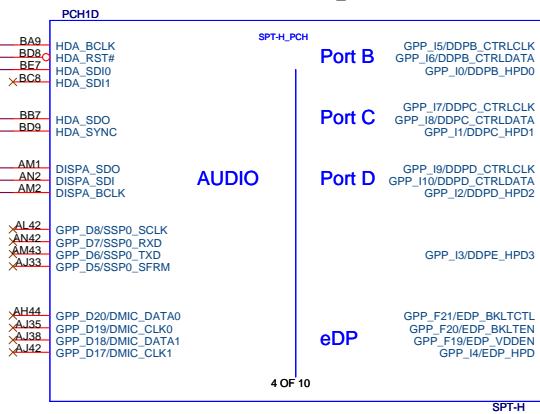 PCH1D
SPT-H_PCH
BA9 HDA_BCLK
BD8 HDA_RST#
BE7 HDA_SDI0
BC8 HDA_SDI1
BB7 HDA_SDO
BD9 HDA_SYNC
AM1 DISPA_SDO
AN2 DISPA_SDI
AM2 DISPA_BCLK
AL42 GPP_D8/SSP0_SCLK
AN42 GPP_D7/SSP0_RXD
AM43 GPP_D6/SSP0_TXD
AJ33 GPP_D5/SSP0_SFRM
AH44 GPP_D20/DMIC_DATA0
AJ35 GPP_D19/DMIC_CLK0
AJ38 GPP_D18/DMIC_DATA1
AJ42 GPP_D17/DMIC_CLK1
AUDIO
Port B
GPP_I5/DDPB_CTRLCLK
GPP_I6/DDPB_CTRLDATA
GPP_I0/DDPB_HPD0
Port C
GPP_I7/DDPC_CTRLCLK
GPP_I8/DDPC_CTRLDATA
GPP_I1/DDPC_HPD1
Port D
GPP_I9/DDPD_CTRLCLK
GPP_I10/DDPD_CTRLDATA
GPP_I2/DDPD_HPD2
GPP_I3/DDPE_HPD3
eDP
GPP_F21/EDP_BKLTCTL
GPP_F20/EDP_BKLTEN
GPP_F19/EDP_VDDEN
GPP_I4/EDP_HPD
4 OF 10
SPT-H